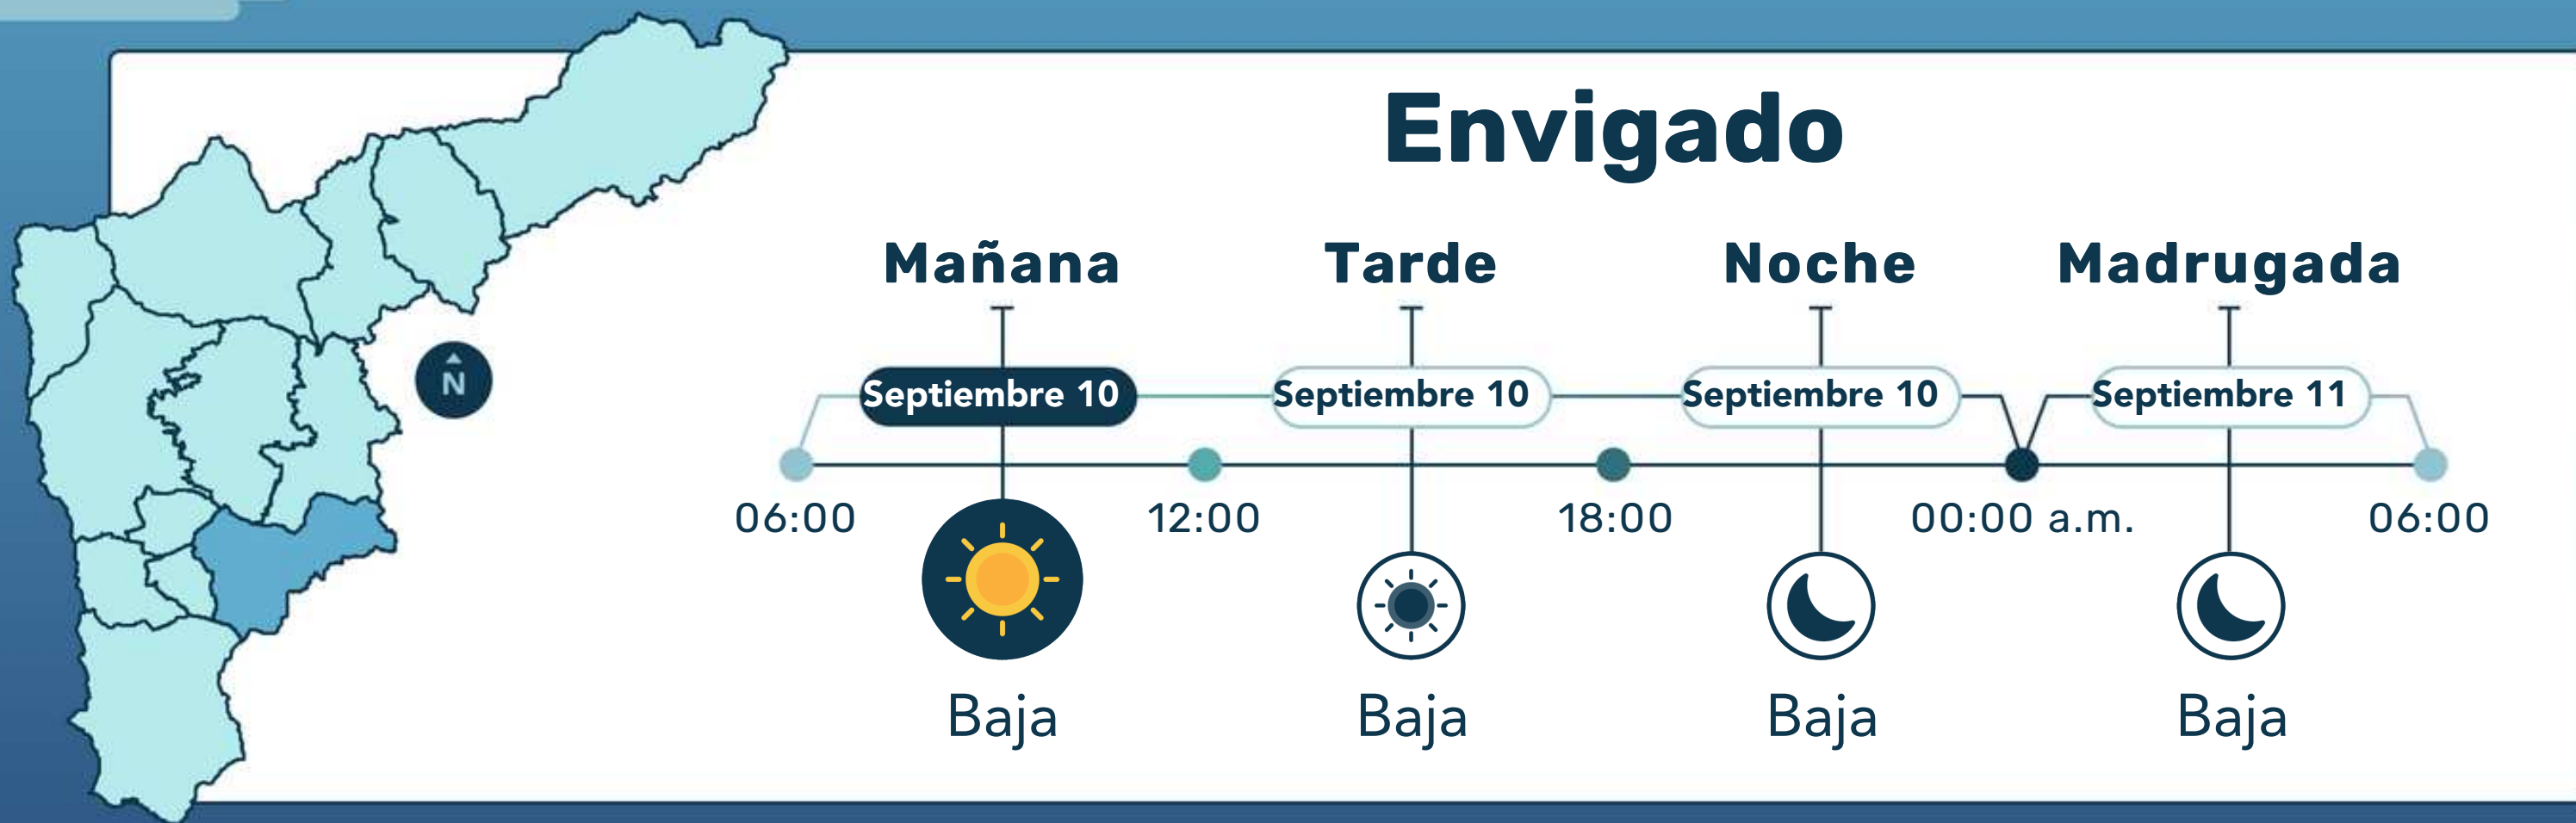 Envigado
Mañana Tarde Noche Madrugada
N
Septiembre 10 Septiembre 10 Septiembre 10 Septiembre 11
06:00 12:00 18:00 00:00 a.m. 06:00
Baja Baja Baja Baja